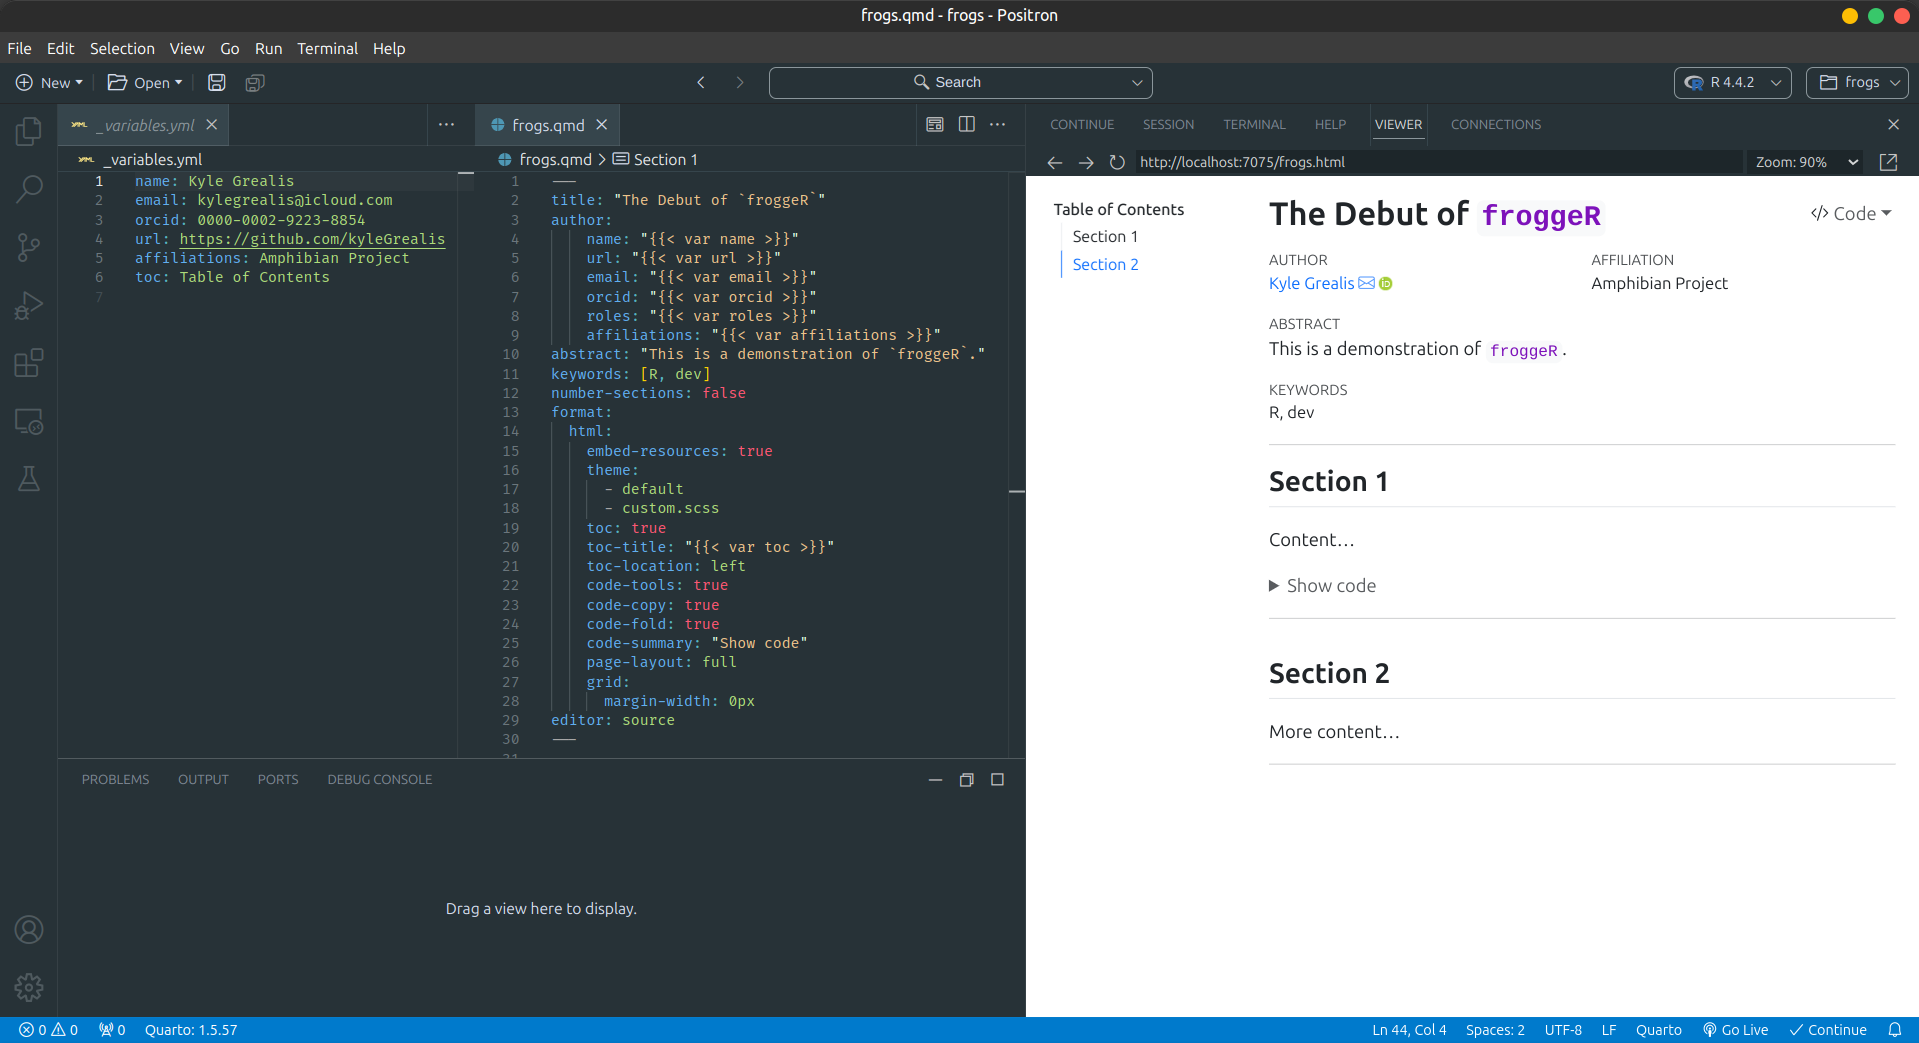 frogs.qmd - frogs - Positron
File Edit Selection View Go Run Terminal Help
New Open Search R 4.4.2 frogs
_variables.yml
_variables.yml
1 name: Kyle Grealis
2 email: kylegrealis@icloud.com
3 orcid: 0000-0002-9223-8854
4 url: https://github.com/kyleGrealis
5 affiliations: Amphibian Project
6 toc: Table of Contents
7
frogs.qmd
frogs.qmd > Section 1
1 ---
2 title: "The Debut of `froggeR`"
3 author:
4 name: "{{< var name >}}"
5 url: "{{< var url >}}"
6 email: "{{< var email >}}"
7 orcid: "{{< var orcid >}}"
8 roles: "{{< var roles >}}"
9 affiliations: "{{< var affiliations >}}"
10 abstract: "This is a demonstration of `froggeR`."
11 keywords: [R, dev]
12 number-sections: false
13 format:
14 html:
15 embed-resources: true
16 theme:
17 - default
18 - custom.scss
19 toc: true
20 toc-title: "{{< var toc >}}"
21 toc-location: left
22 code-tools: true
23 code-copy: true
24 code-fold: true
25 code-summary: "Show code"
26 page-layout: full
27 grid:
28 margin-width: 0px
29 editor: source
30 ---
31
PROBLEMS OUTPUT PORTS DEBUG CONSOLE
Drag a view here to display.
CONTINUE SESSION TERMINAL HELP VIEWER CONNECTIONS
http://localhost:7075/frogs.html Zoom: 90%
Table of Contents
Section 1
Section 2
The Debut of froggeR
</> Code
AUTHOR AFFILIATION
Kyle Grealis iD Amphibian Project
ABSTRACT
This is a demonstration of froggeR.
KEYWORDS
R, dev
Section 1
Content…
Show code
Section 2
More content…
0 0 0 Quarto: 1.5.57 Ln 44, Col 4 Spaces: 2 UTF-8 LF Quarto Go Live Continue